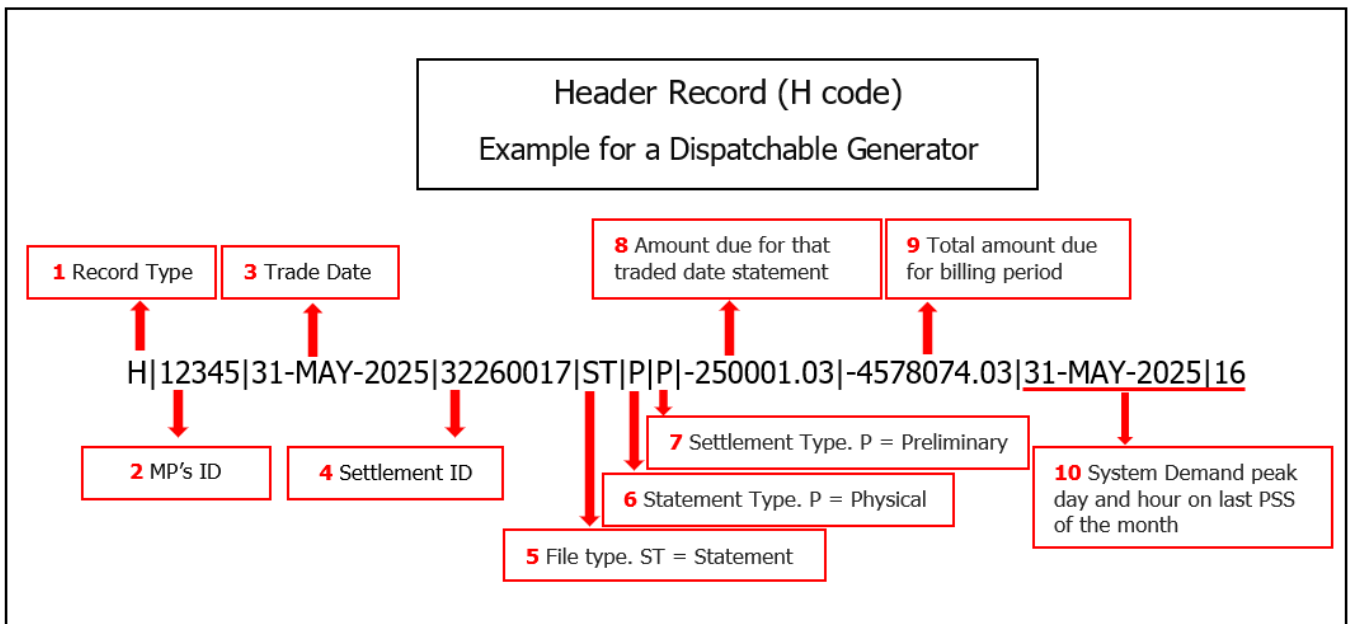 Header Record (H code)
Example for a Dispatchable Generator
1 Record Type
3 Trade Date
8 Amount due for that
traded date statement
9 Total amount due
for billing period
H|12345|31-MAY-2025|32260017|ST|P|P|-250001.03|-4578074.03|31-MAY-2025|16
2 MP's ID
4 Settlement ID
7 Settlement Type. P = Preliminary
6 Statement Type. P = Physical
5 File type. ST = Statement
10 System Demand peak
day and hour on last PSS
of the month